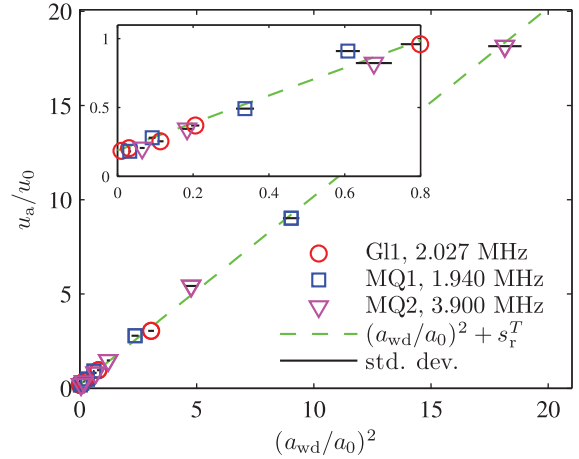 20
15
10
5
0
u_a/u_0
1
0.5
0
0 0.2 0.4 0.6 0.8
Gl1, 2.027 MHz
MQ1, 1.940 MHz
MQ2, 3.900 MHz
(a_wd/a_0)^2 + s_r^T
std. dev.
0 5 10 15 20
(a_wd/a_0)^2